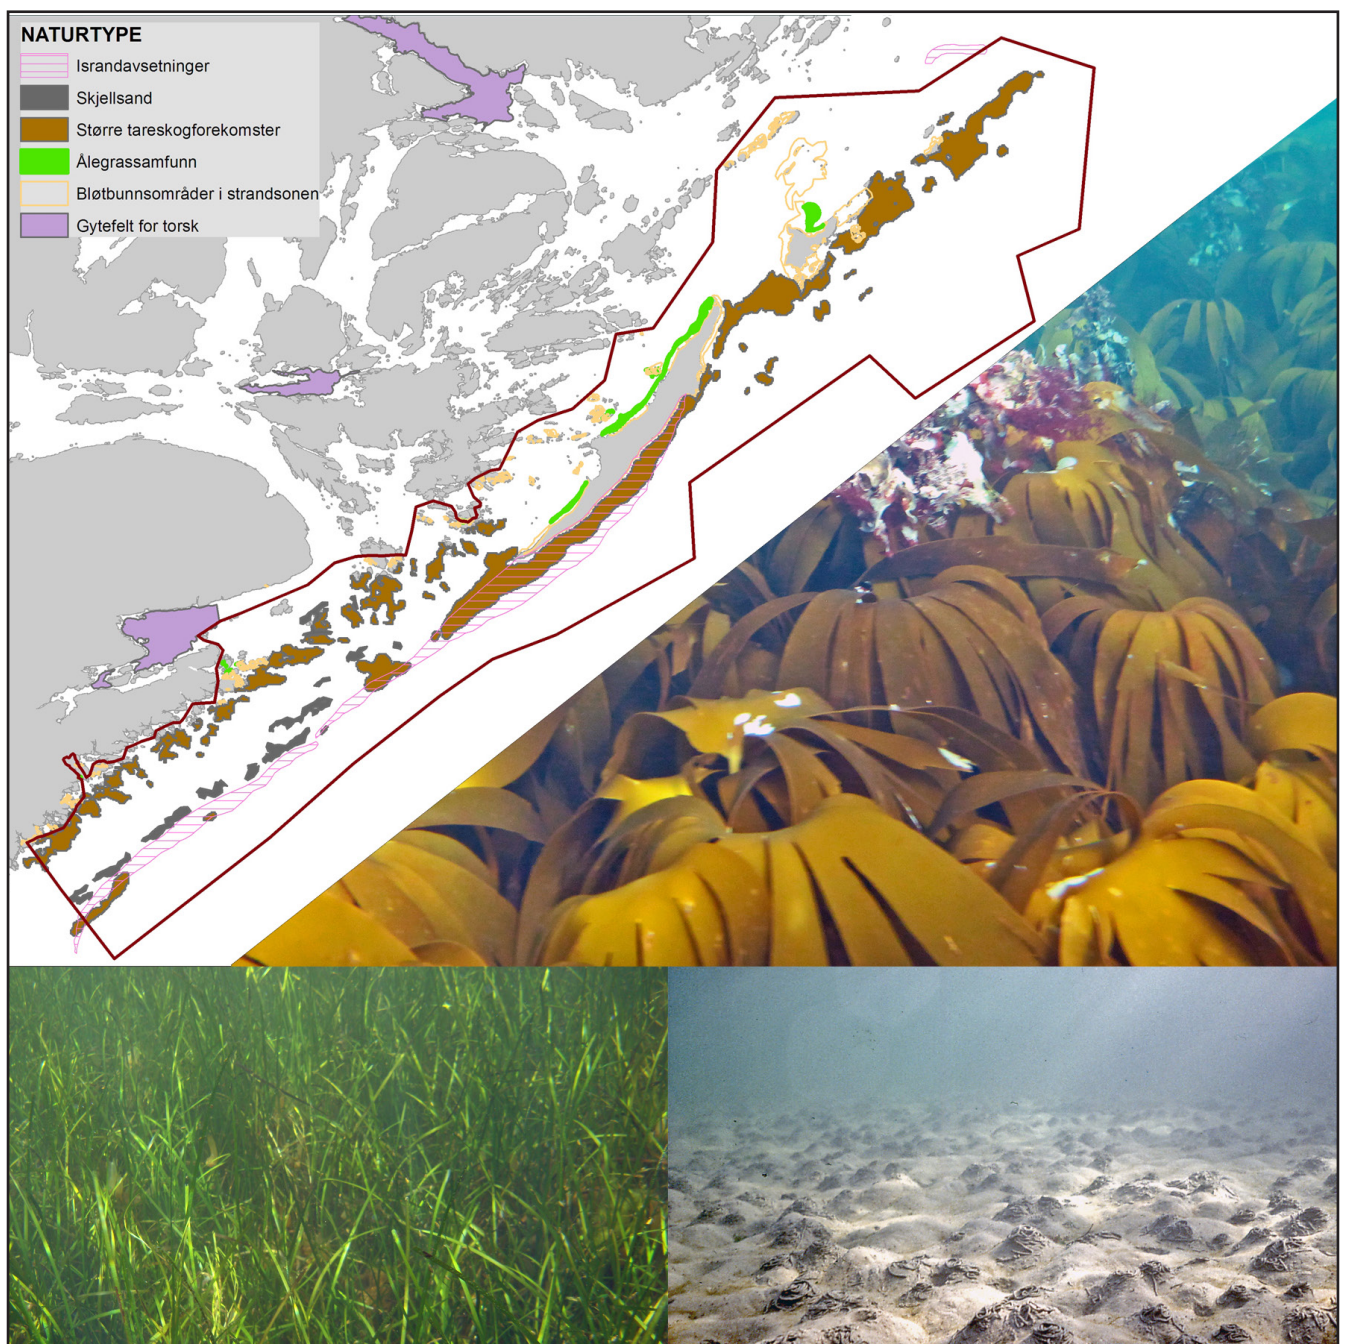 NATURTYPE
Israndavsetninger
Skjellsand
Større tareskogforekomster
Ålegrassamfunn
Bløtbunnsområder i strandsonen
Gytefelt for torsk